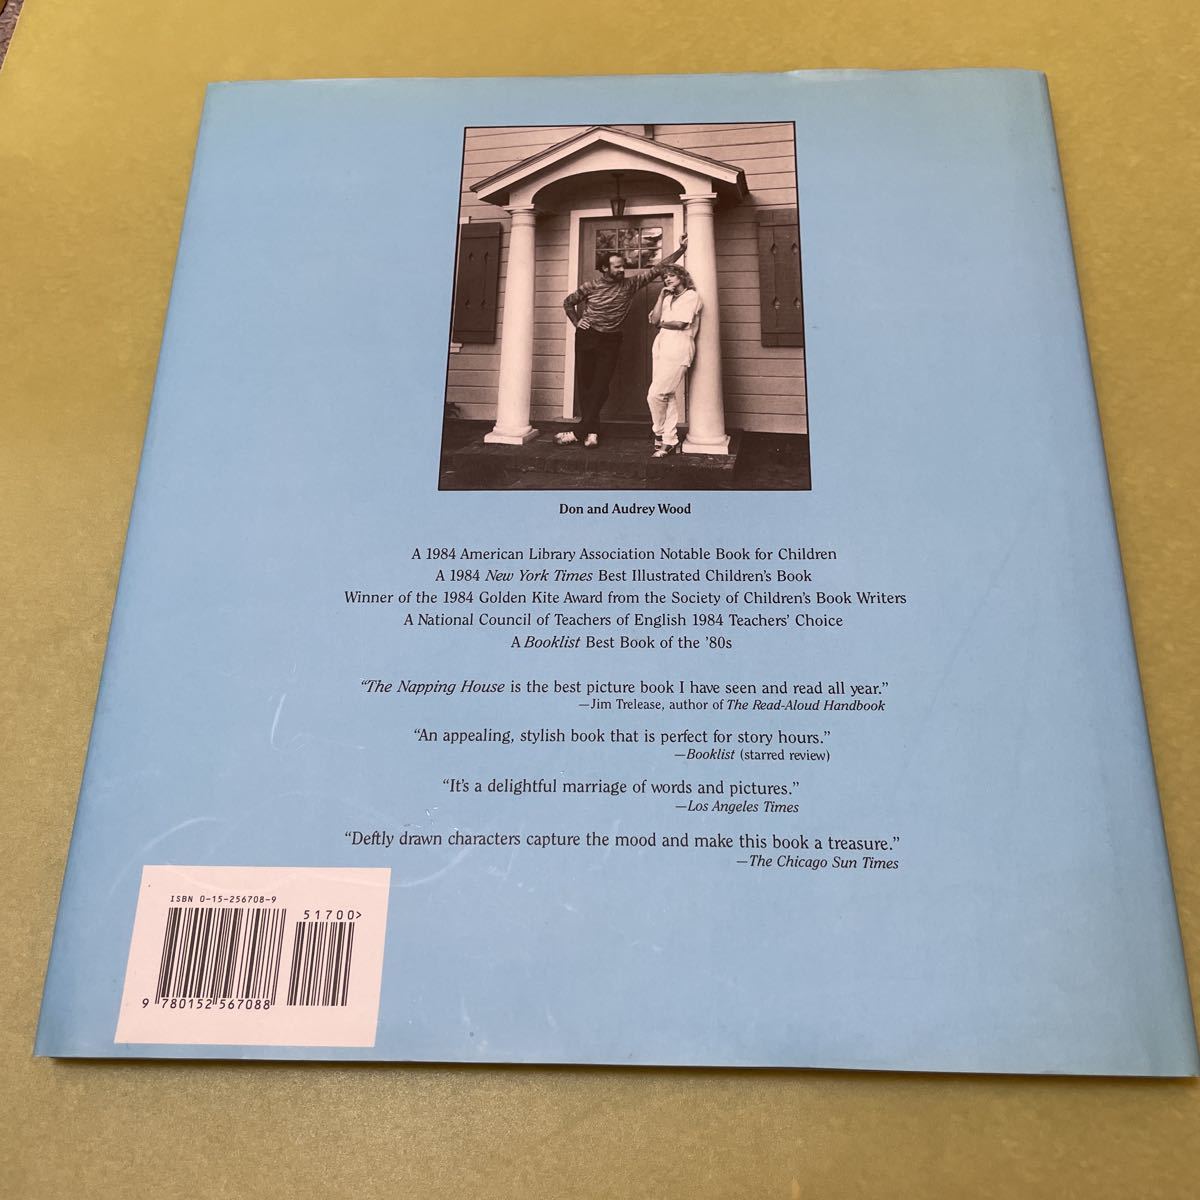 Don and Audrey Wood
A 1984 American Library Association Notable Book for Children
A 1984 New York Times Best Illustrated Children's Book
Winner of the 1984 Golden Kite Award from the Society of Children's Book Writers
A National Council of Teachers of English 1984 Teachers' Choice
A Booklist Best Book of the '80s
“The Napping House is the best picture book I have seen and read all year.”
—Jim Trelease, author of The Read-Aloud Handbook
“An appealing, stylish book that is perfect for story hours.”
—Booklist (starred review)
“It's a delightful marriage of words and pictures.”
—Los Angeles Times
“Deftly drawn characters capture the mood and make this book a treasure.”
—The Chicago Sun Times
ISBN 0-15-256708-9
51700>
9 780152 567088